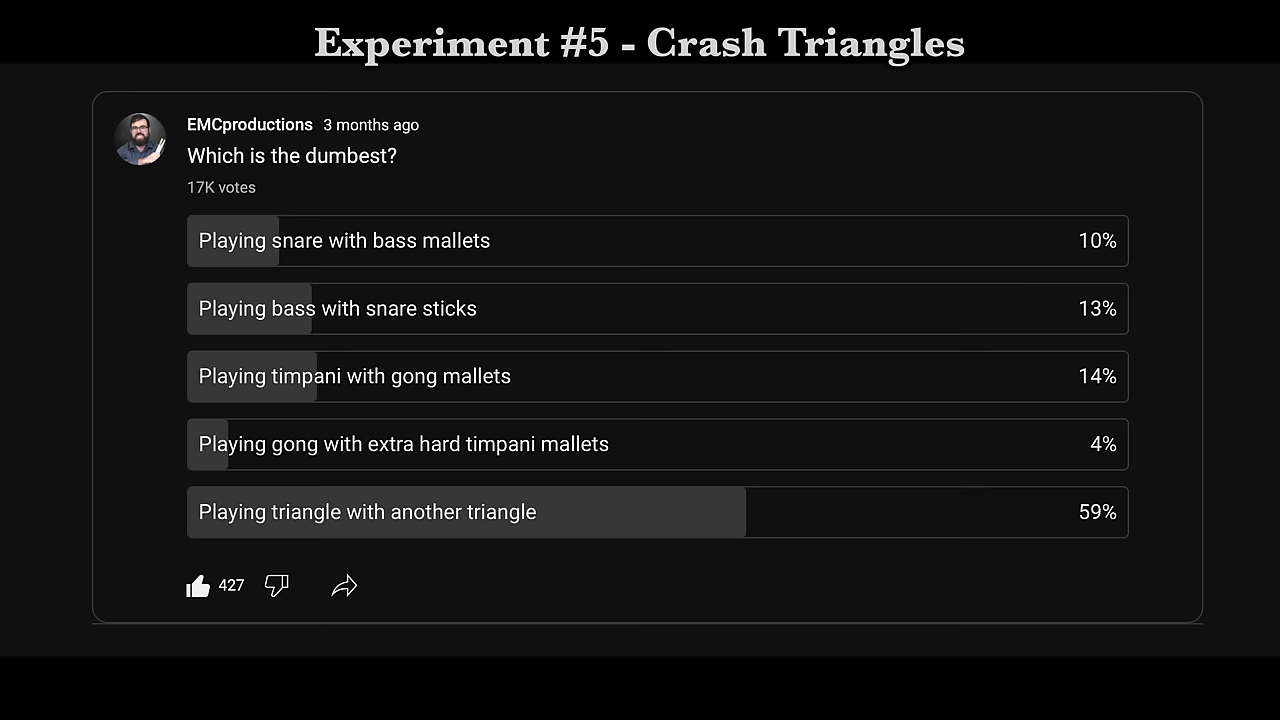 Experiment #5 - Crash Triangles
EMCproductions 3 months ago
Which is the dumbest?
17K votes
Playing snare with bass mallets 10%
Playing bass with snare sticks 13%
Playing timpani with gong mallets 14%
Playing gong with extra hard timpani mallets 4%
Playing triangle with another triangle 59%
427